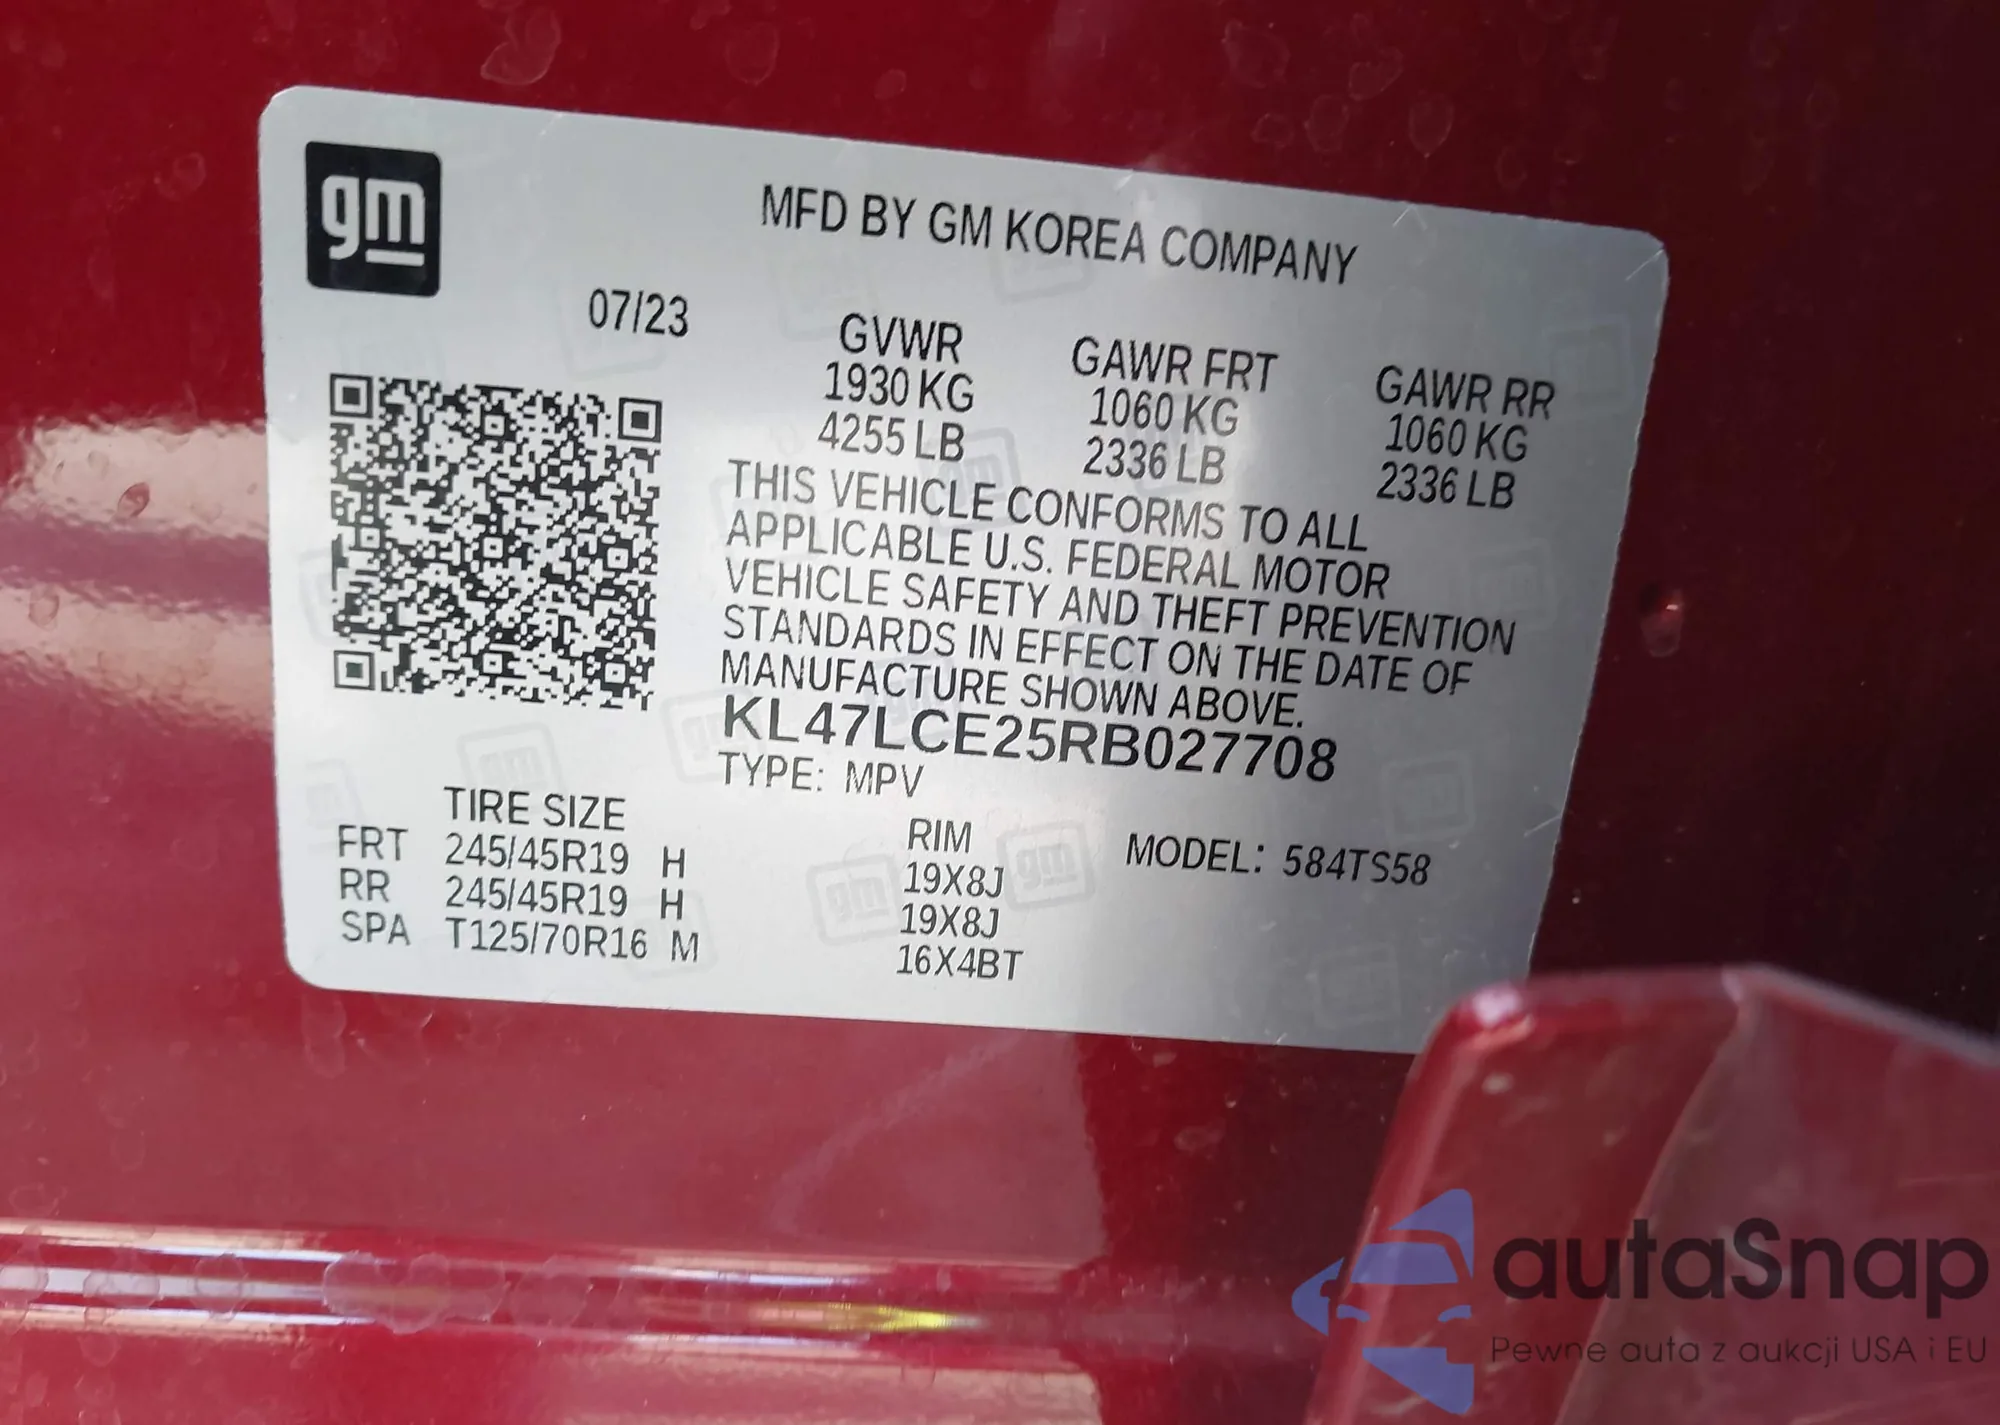 gm
MFD BY GM KOREA COMPANY
07/23
GVWR GAWR FRT GAWR RR
1930 KG 1060 KG 1060 KG
4255 LB 2336 LB 2336 LB
THIS VEHICLE CONFORMS TO ALL
APPLICABLE U.S. FEDERAL MOTOR
VEHICLE SAFETY AND THEFT PREVENTION
STANDARDS IN EFFECT ON THE DATE OF
MANUFACTURE SHOWN ABOVE.
KL47LCE25RB027708
TYPE: MPV
TIRE SIZE RIM MODEL: 584TS58
FRT 245/45R19 H 19X8J
RR 245/45R19 H 19X8J
SPA T125/70R16 M 16X4BT
autaSnap
Pewne auta z aukcji USA i EU